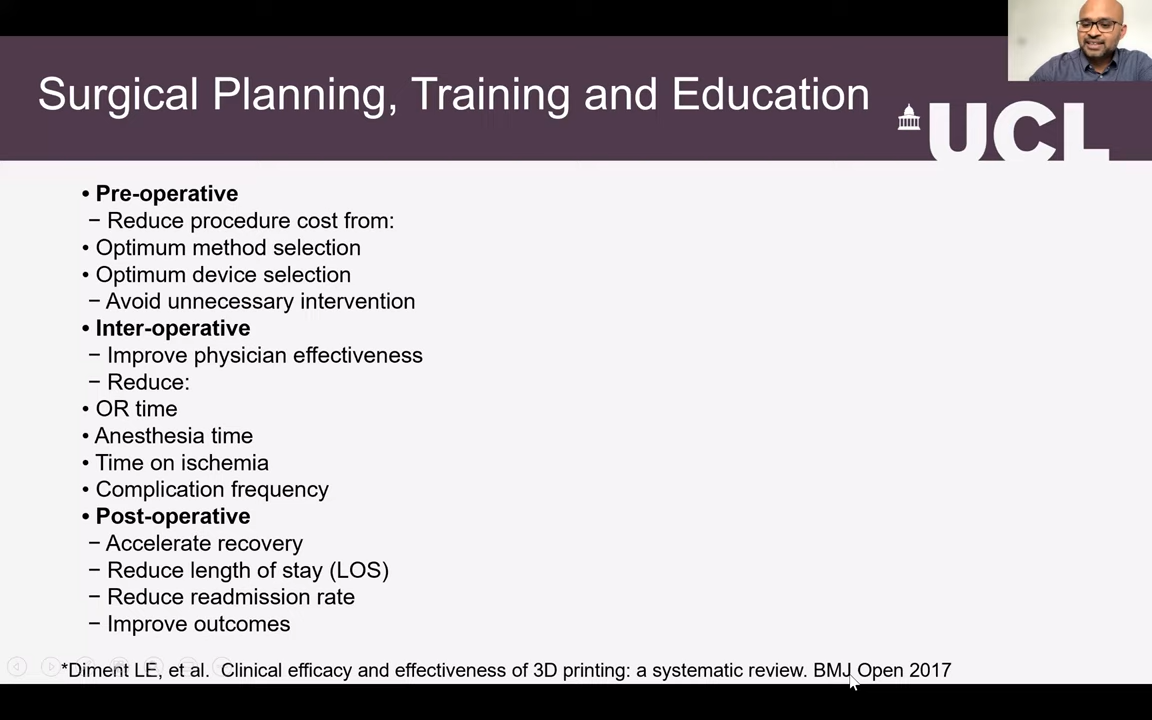 Surgical Planning, Training and Education
UCL
• Pre-operative
− Reduce procedure cost from:
• Optimum method selection
• Optimum device selection
− Avoid unnecessary intervention
• Inter-operative
− Improve physician effectiveness
− Reduce:
• OR time
• Anesthesia time
• Time on ischemia
• Complication frequency
• Post-operative
− Accelerate recovery
− Reduce length of stay (LOS)
− Reduce readmission rate
− Improve outcomes
*Diment LE, et al. Clinical efficacy and effectiveness of 3D printing: a systematic review. BMJ Open 2017